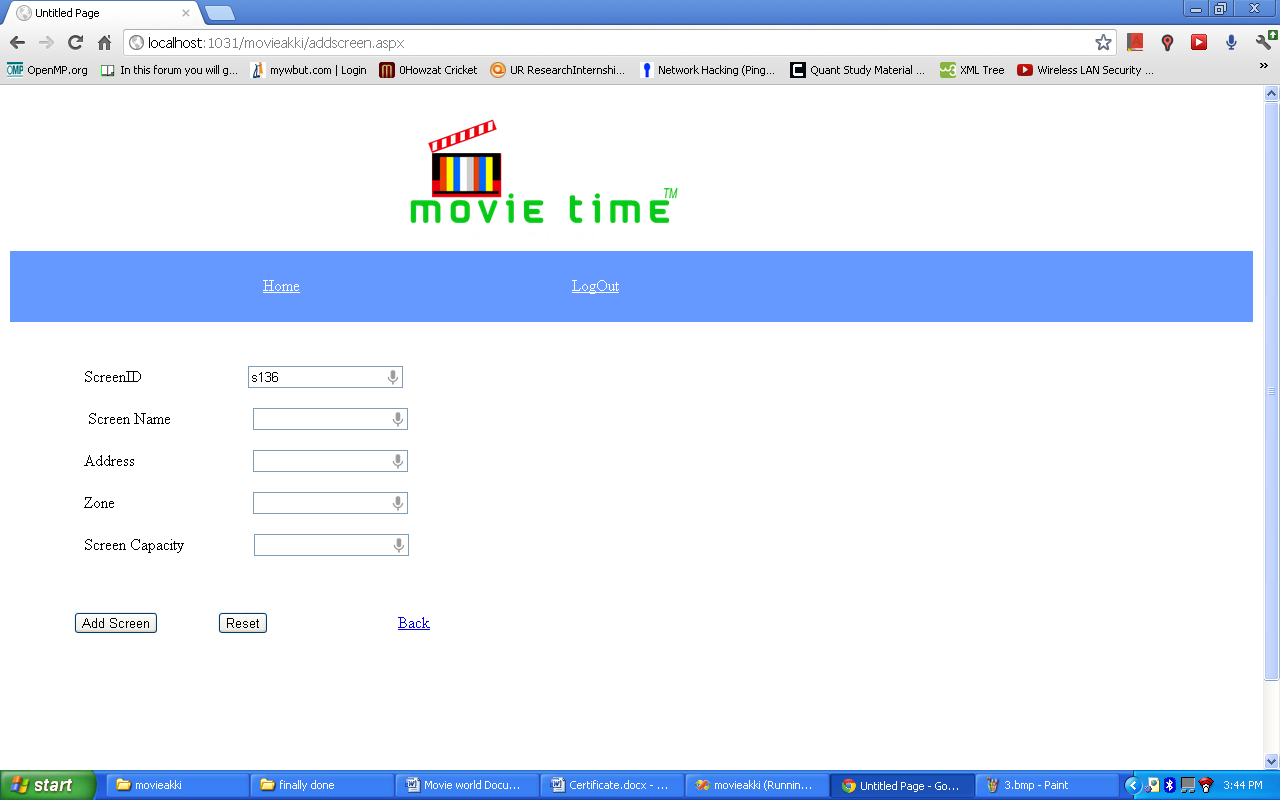 Untitled Page
localhost:1031/movieakki/addscreen.aspx
OMP OpenMP.org In this forum you will g... mywbut.com | Login 0Howzat Cricket UR ResearchInternshi... Network Hacking (Ping... Quant Study Material ... XML Tree Wireless LAN Security ... »
movie time TM
Home LogOut
ScreenID s136
Screen Name
Address
Zone
Screen Capacity
Add Screen Reset Back
start movieakki finally done Movie world Docu... Certificate.docx - ... movieakki (Runnin... Untitled Page - Go... 3.bmp - Paint 3:44 PM